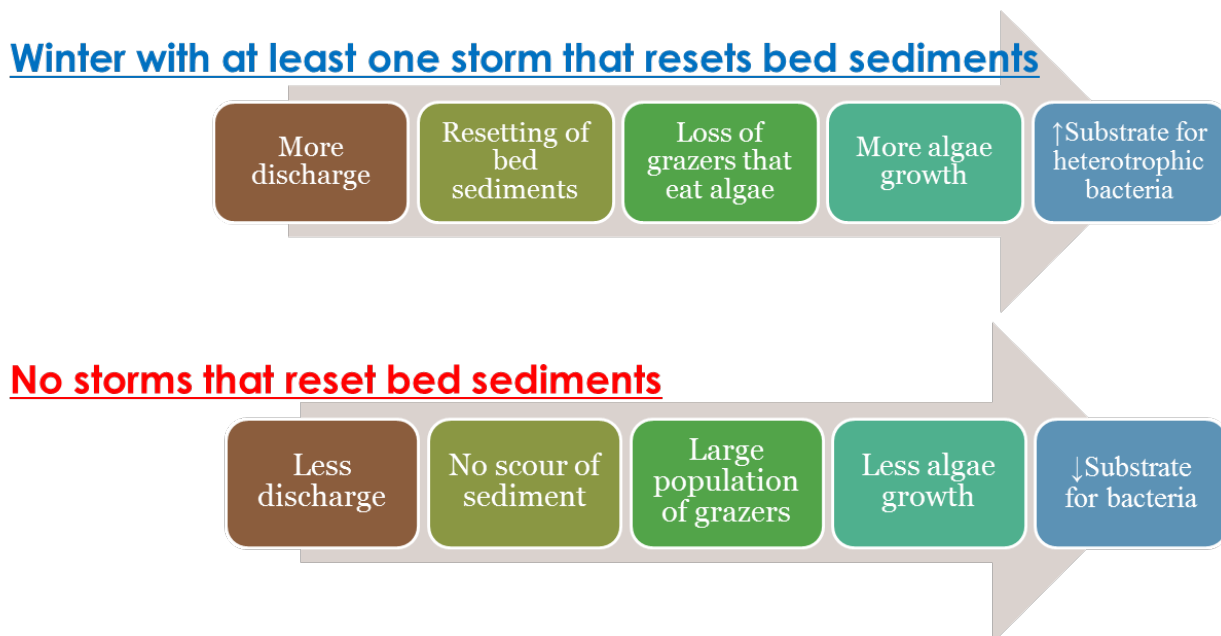 Winter with at least one storm that resets bed sediments
More
discharge
Resetting of
bed
sediments
Loss of
grazers that
eat algae
More algae
growth
↑Substrate for
heterotrophic
bacteria
No storms that reset bed sediments
Less
discharge
No scour of
sediment
Large
population
of grazers
Less algae
growth
↓Substrate
for bacteria